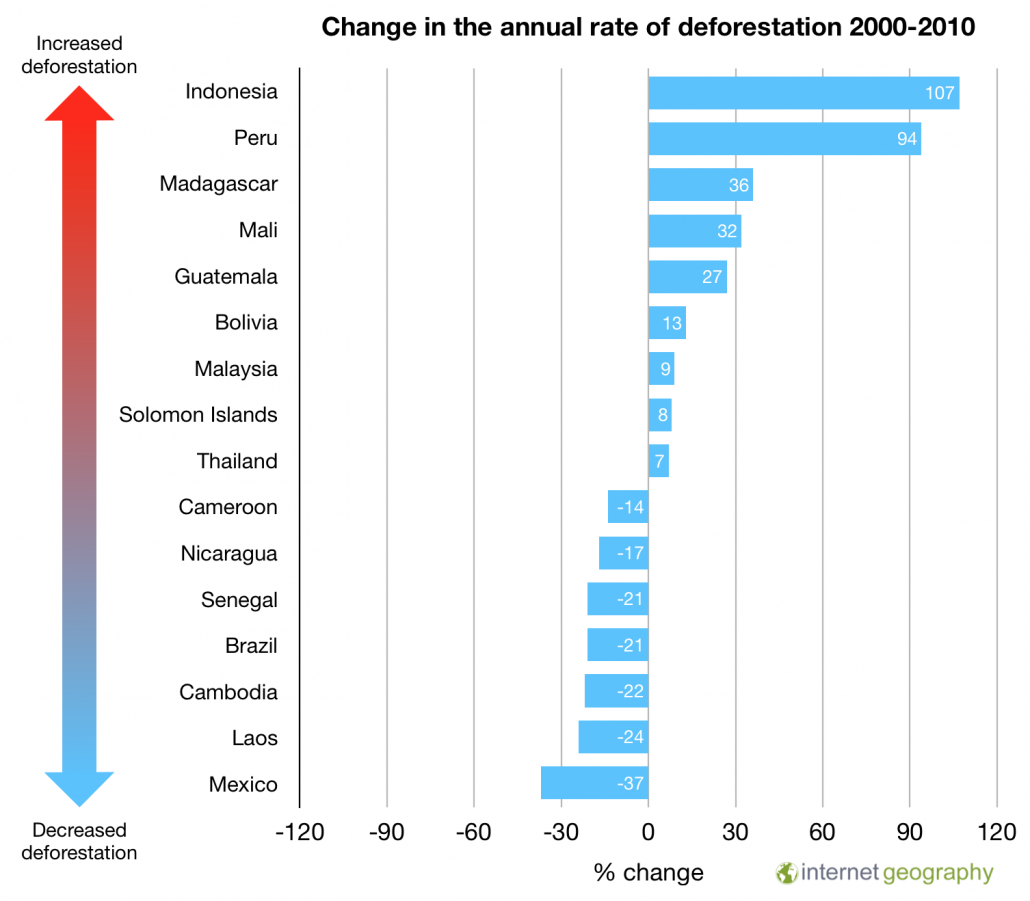 Change in the annual rate of deforestation 2000-2010
Increased
deforestation
Indonesia 107
Peru 94
Madagascar 36
Mali 32
Guatemala 27
Bolivia 13
Malaysia 9
Solomon Islands 8
Thailand 7
Cameroon -14
Nicaragua -17
Senegal -21
Brazil -21
Cambodia -22
Laos -24
Mexico -37
Decreased
deforestation
-120 -90 -60 -30 0 30 60 90 120
% change
internet geography